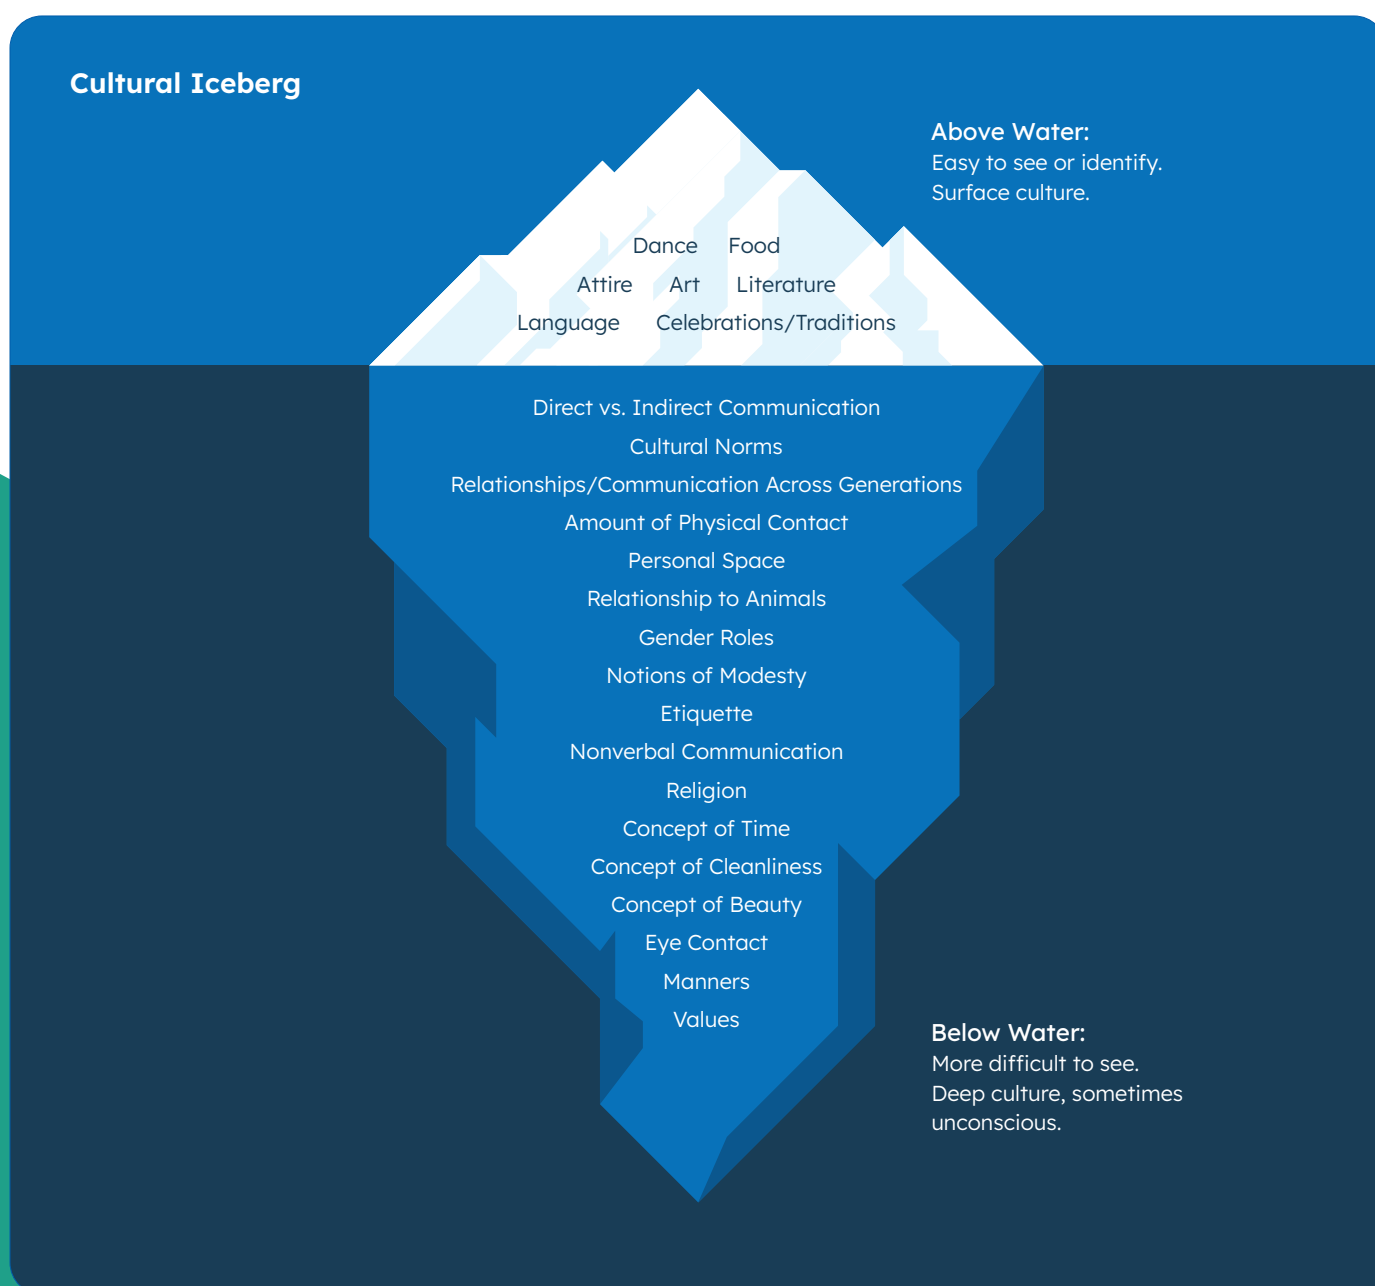 Cultural Iceberg
Above Water:
Easy to see or identify.
Surface culture.
Dance Food
Attire Art Literature
Language Celebrations/Traditions
Direct vs. Indirect Communication
Cultural Norms
Relationships/Communication Across Generations
Amount of Physical Contact
Personal Space
Relationship to Animals
Gender Roles
Notions of Modesty
Etiquette
Nonverbal Communication
Religion
Concept of Time
Concept of Cleanliness
Concept of Beauty
Eye Contact
Manners
Values
Below Water:
More difficult to see.
Deep culture, sometimes
unconscious.